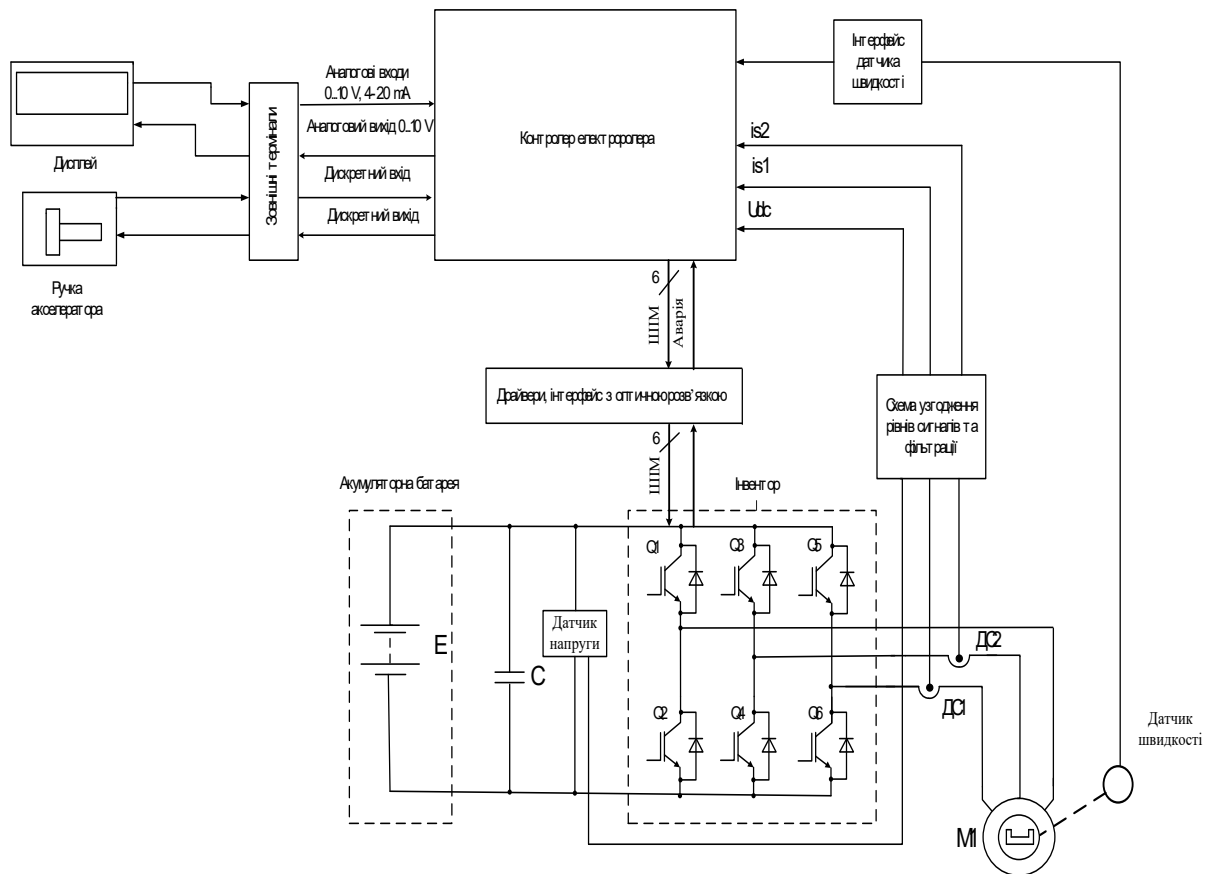 Інтерфейс
датчика
швидкості
Аналогові входи
0...10 V, 4-20 mA
Аналоговий вихід 0...10 V
Дискретний вхід
Дискретний вихід
Зовнішні термінали
Дисплей
Ручка
акселератора
Контролер електроролера
is2
is1
Udc
6
ШІМ
Аварія
Драйвери, інтерфейс з оптичною розв`язкою
6
ШІМ
Схема узгодження
рівнів сигналів та
фільтрації
Акумуляторна батарея
Інвентор
Q1
Q3
Q5
E
C
Датчик
напруги
ДС2
ДС1
Q2
Q4
Q6
Датчик
швидкості
М1